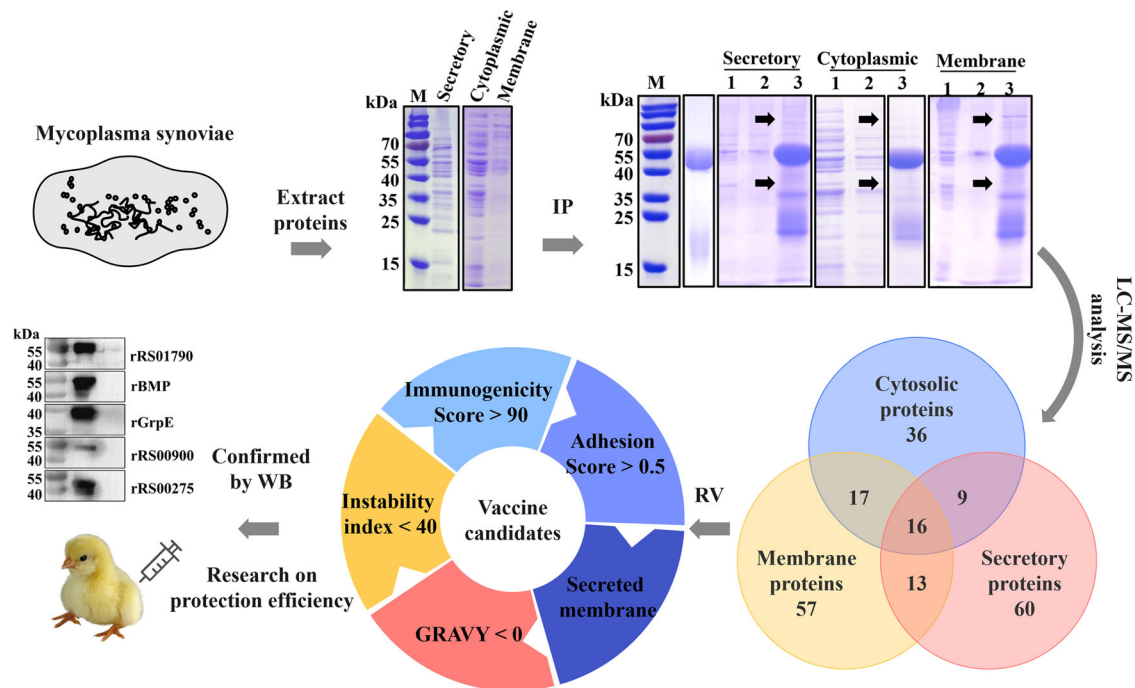 Mycoplasma synoviae
Extract
proteins
kDa
M
Secretory
Cytoplasmic
Membrane
70
55
40
35
25
15
IP
kDa
M
Secretory
1 2 3
Cytoplasmic
1 2 3
Membrane
1 2 3
70
55
40
35
25
15
LC-MS/MS
analysis
Cytosolic
proteins
36
17
9
16
Membrane
proteins
57
13
Secretory
proteins
60
RV
Vaccine
candidates
Immunogenicity
Score > 90
Adhesion
Score > 0.5
Secreted
membrane
GRAVY < 0
Instability
index < 40
Confirmed
by WB
Research on
protection efficiency
kDa
55
40
rRS01790
55
40
rBMP
40
35
rGrpE
55
40
rRS00900
55
40
rRS00275